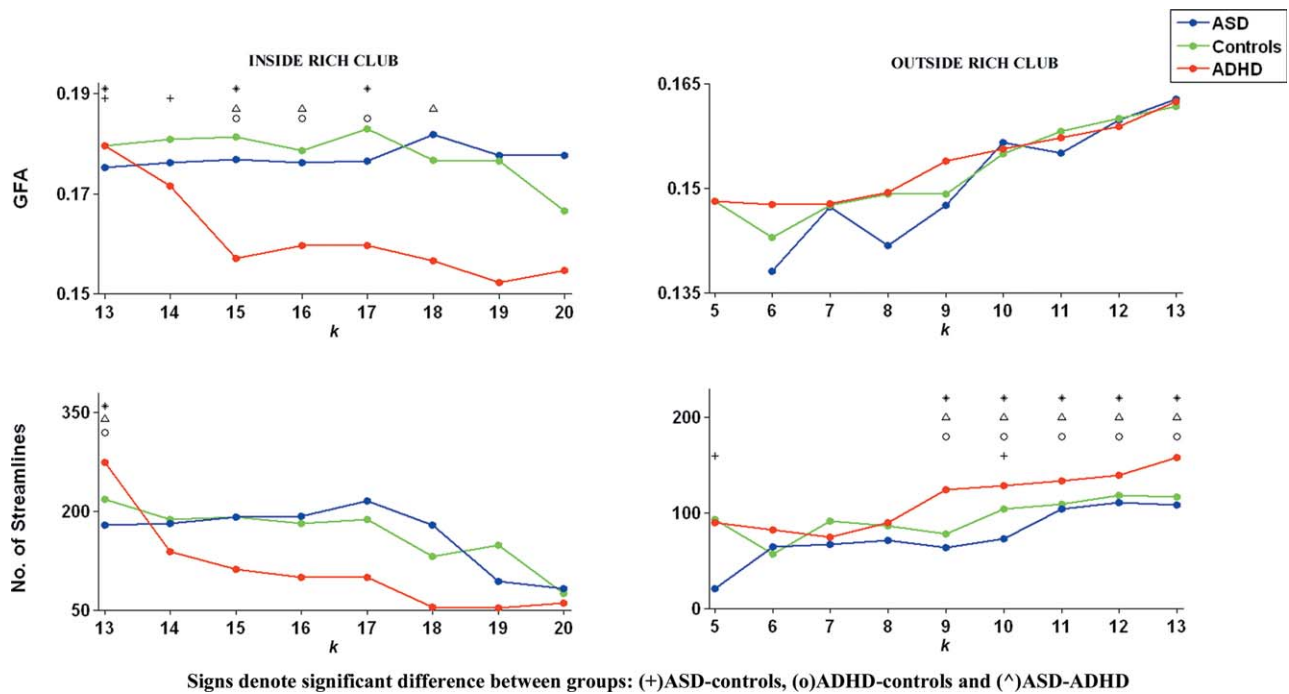 ASD
Controls
ADHD
INSIDE RICH CLUB
OUTSIDE RICH CLUB
GFA
0.19
0.17
0.15
13 14 15 16 17 18 19 20
k
0.165
0.15
0.135
5 6 7 8 9 10 11 12 13
k
No. of Streamlines
350
200
50
13 14 15 16 17 18 19 20
k
200
100
0
5 6 7 8 9 10 11 12 13
k
Signs denote significant difference between groups: (+)ASD-controls, (o)ADHD-controls and (^)ASD-ADHD